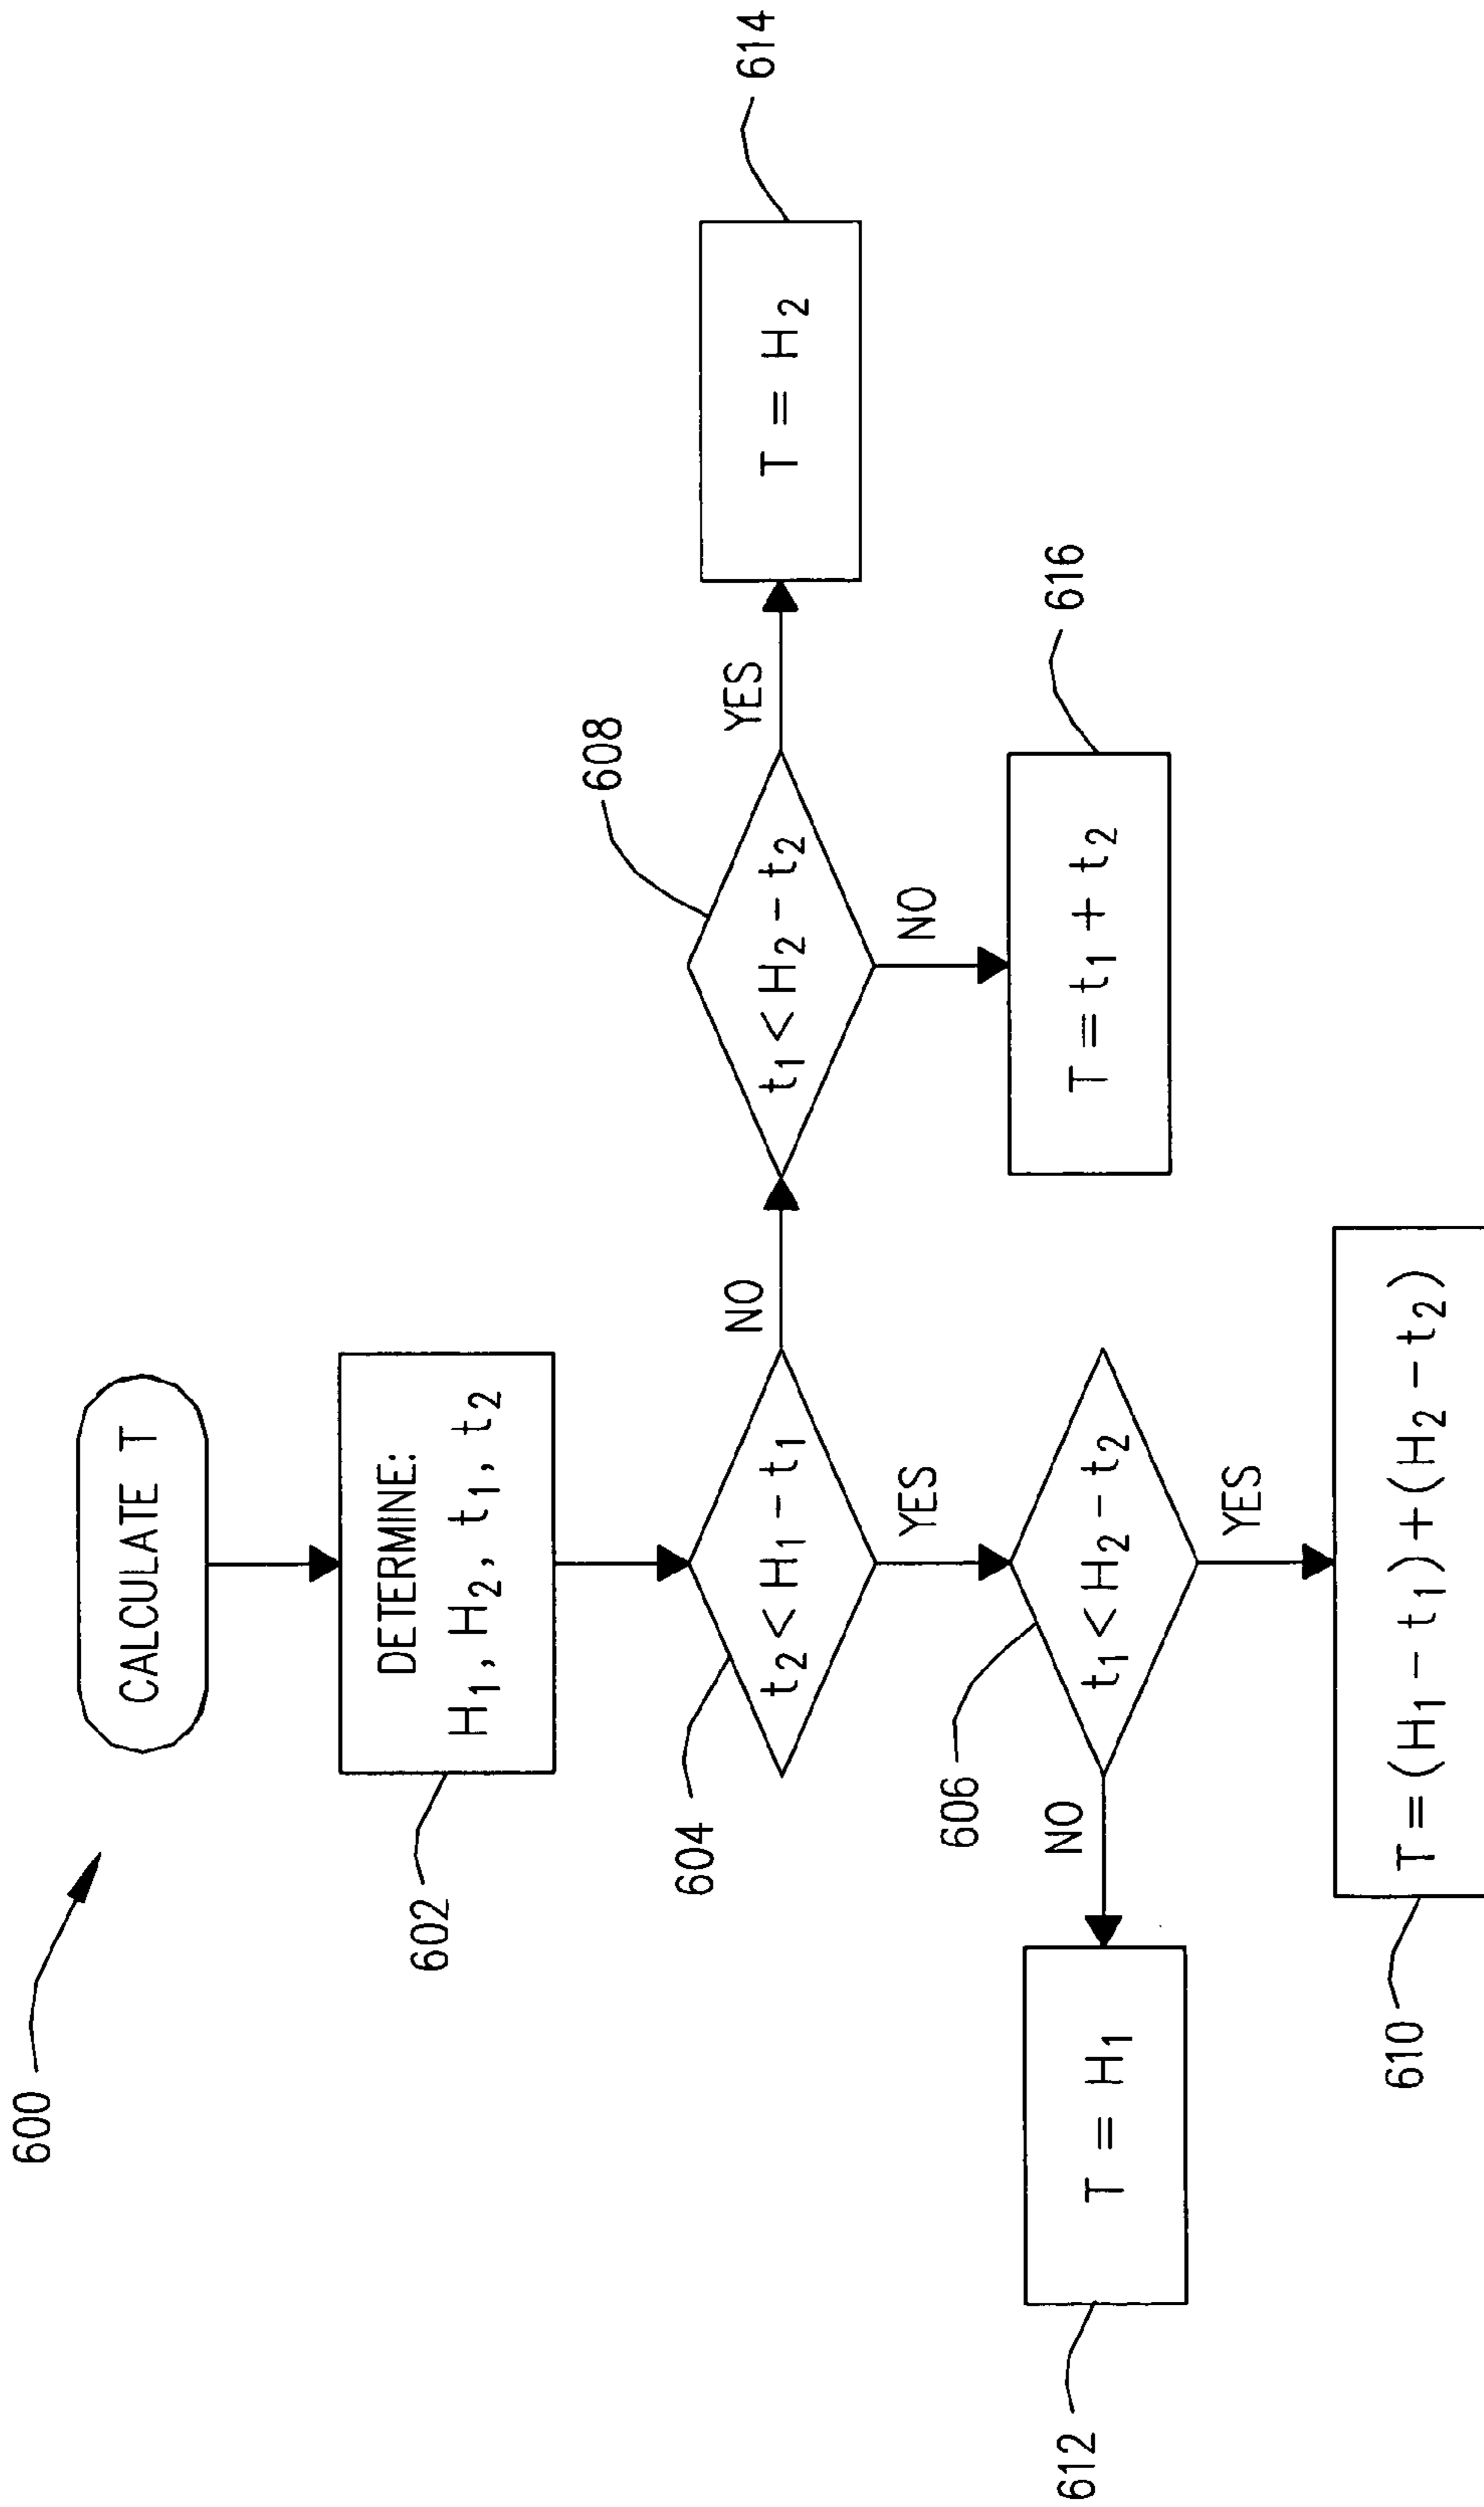 600
CALCULATE T
602
DETERMINE:
H₁, H₂, t₁, t₂
604
t₂ < H₁ - t₁
NO
608
t₁ < H₂ - t₂
YES
T = H₂
614
NO
T = t₁ + t₂
616
YES
606
t₁ < H₂ - t₂
NO
T = H₁
612
YES
T = (H₁ - t₁) + (H₂ - t₂)
610